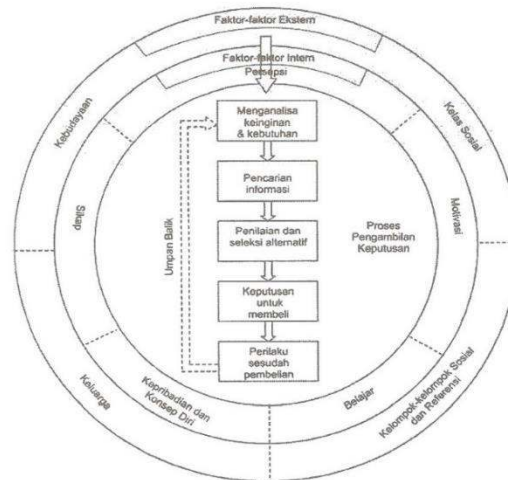 Faktor-faktor Ekstern
Faktor-faktor Intern
Persepsi
Kebudayaan
Kelas Sosial
Sikap
Motivasi
Menganalisa
keinginan
& kebutuhan
Pencarian
informasi
Penilaian dan
seleksi alternatif
Proses
Pengambilan
Keputusan
Umpan Balik
Keputusan
untuk
membeli
Perilaku
sesudah
pembelian
Keluarga
Kepribadian dan
Konsep Diri
Belajar
Kelompok-kelompok Sosial
dan Referensi